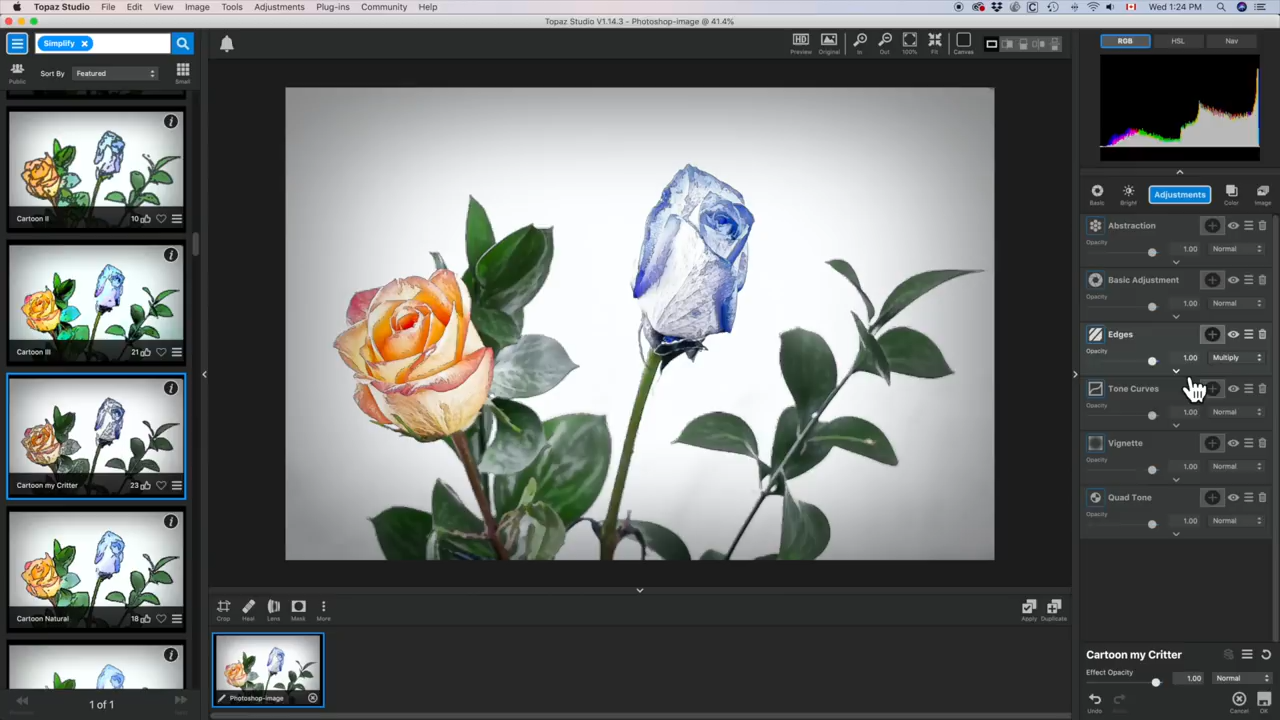 Topaz Studio File Edit View Image Tools Adjustments Plug-ins Community Help Wed 1:24 PM
Topaz Studio V1.14.3 - Photoshop-image @ 41.4%
Simplify
Public Sort By Featured Small
Preview Original In Out 100% Fit Canvas
RGB HSL Nav
Cartoon II 10
Cartoon III 21
Cartoon my Critter 23
Cartoon Natural 18
1 of 1
Crop Heal Lens Mask More Apply Duplicate
Photoshop-image
Basic Bright Adjustments Color Image
Abstraction
Opacity 1.00 Normal
Basic Adjustment
Opacity 1.00 Normal
Edges
Opacity 1.00 Multiply
Tone Curves
Opacity 1.00 Normal
Vignette
Opacity 1.00 Normal
Quad Tone
Opacity 1.00 Normal
Cartoon my Critter
Effect Opacity 1.00 Normal
Undo Cancel OK